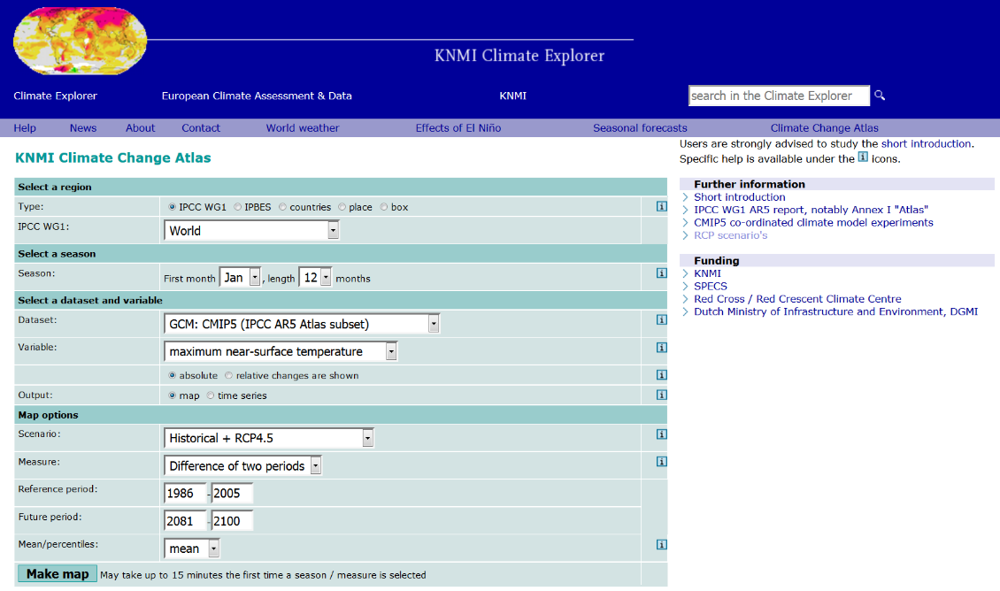 KNMI Climate Explorer
Climate Explorer European Climate Assessment & Data KNMI search in the Climate Explorer
Help News About Contact World weather Effects of El Niño Seasonal forecasts Climate Change Atlas
KNMI Climate Change Atlas
Select a region
Type: IPCC WG1 IPBES countries place box i
IPCC WG1: World
Select a season
Season: First month Jan , length 12 months i
Select a dataset and variable
Dataset: GCM: CMIP5 (IPCC AR5 Atlas subset) i
Variable: maximum near-surface temperature i
absolute relative changes are shown i
Output: map time series i
Map options
Scenario: Historical + RCP4.5 i
Measure: Difference of two periods i
Reference period: 1986 - 2005
Future period: 2081 - 2100
Mean/percentiles: mean i
Make map May take up to 15 minutes the first time a season / measure is selected
Users are strongly advised to study the short introduction.
Specific help is available under the i icons.
Further information
Short introduction
IPCC WG1 AR5 report, notably Annex I "Atlas"
CMIP5 co-ordinated climate model experiments
RCP scenario's
Funding
KNMI
SPECS
Red Cross / Red Crescent Climate Centre
Dutch Ministry of Infrastructure and Environment, DGMI